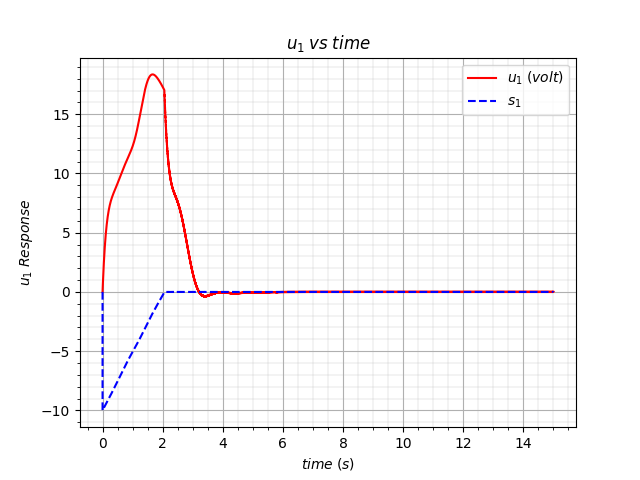 u₁ vs time
u₁ (volt)
s₁
15
10
5
0
−5
−10
u₁ Response
0 2 4 6 8 10 12 14
time (s)